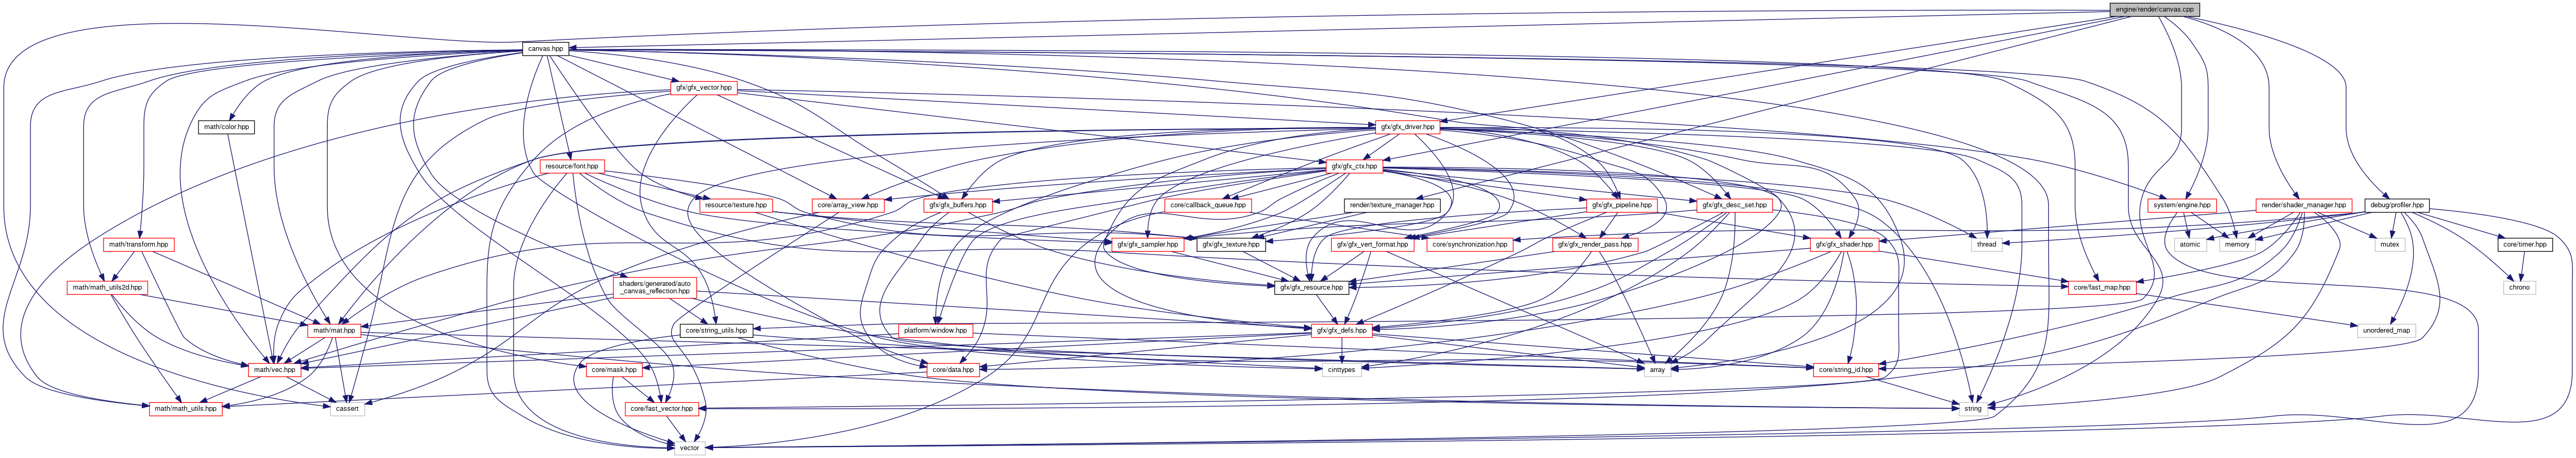 engine/render/canvas.cpp
canvas.hpp
gfx/gfx_vector.hpp
math/color.hpp
gfx/gfx_driver.hpp
resource/font.hpp
gfx/gfx_ctx.hpp
resource/texture.hpp
core/array_view.hpp
gfx/gfx_buffers.hpp
core/callback_queue.hpp
render/texture_manager.hpp
gfx/gfx_pipeline.hpp
gfx/gfx_desc_set.hpp
system/engine.hpp
render/shader_manager.hpp
debug/profiler.hpp
math/transform.hpp
gfx/gfx_sampler.hpp
gfx/gfx_texture.hpp
gfx/gfx_vert_format.hpp
core/synchronization.hpp
gfx/gfx_render_pass.hpp
gfx/gfx_shader.hpp
thread
atomic
memory
mutex
core/timer.hpp
math/math_utils2d.hpp
shaders/generated/auto
_canvas_reflection.hpp
gfx/gfx_resource.hpp
core/fast_map.hpp
chrono
math/mat.hpp
core/string_utils.hpp
platform/window.hpp
gfx/gfx_defs.hpp
unordered_map
math/vec.hpp
core/mask.hpp
core/data.hpp
cinttypes
array
core/string_id.hpp
math/math_utils.hpp
cassert
core/fast_vector.hpp
string
vector